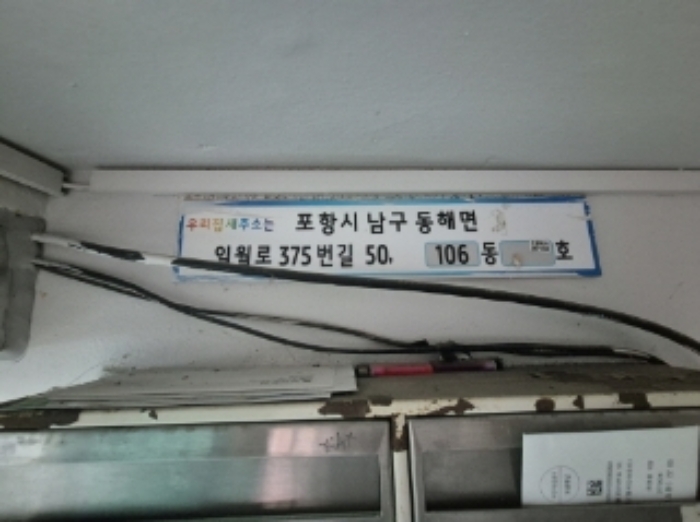 우리집새주소는 포항시 남구 동해면
일월로 375번길 50, 106 동 호